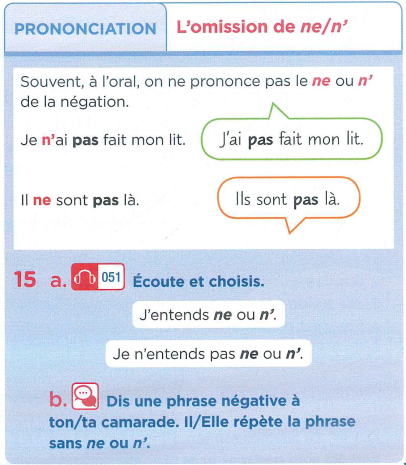 PRONONCIATION
L'omission de ne/n'
Souvent, à l'oral, on ne prononce pas le ne ou n'
de la négation.
Je n'ai pas fait mon lit.
J'ai pas fait mon lit.
Il ne sont pas là.
Ils sont pas là.
15 a. 051 Écoute et choisis.
J'entends ne ou n'.
Je n'entends pas ne ou n'.
b. Dis une phrase négative à
ton/ta camarade. Il/Elle répète la phrase
sans ne ou n'.